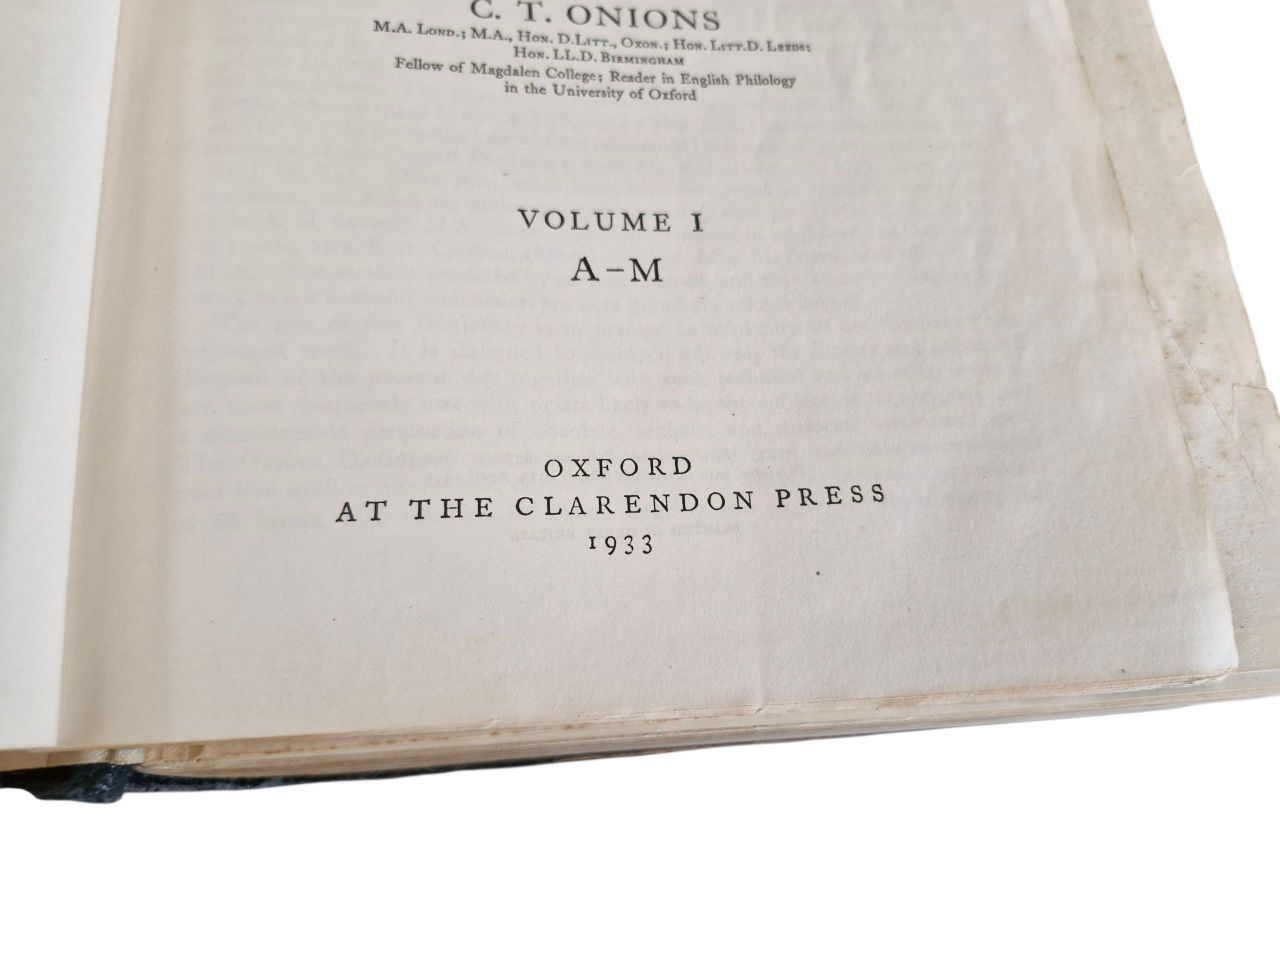 C. T. ONIONS
M.A. LOND.; M.A., HON. D.LITT., OXON.; HON. LITT.D. LEEDS;
HON. LL.D. BIRMINGHAM
Fellow of Magdalen College; Reader in English Philology
in the University of Oxford
VOLUME I
A–M
OXFORD
AT THE CLARENDON PRESS
1933